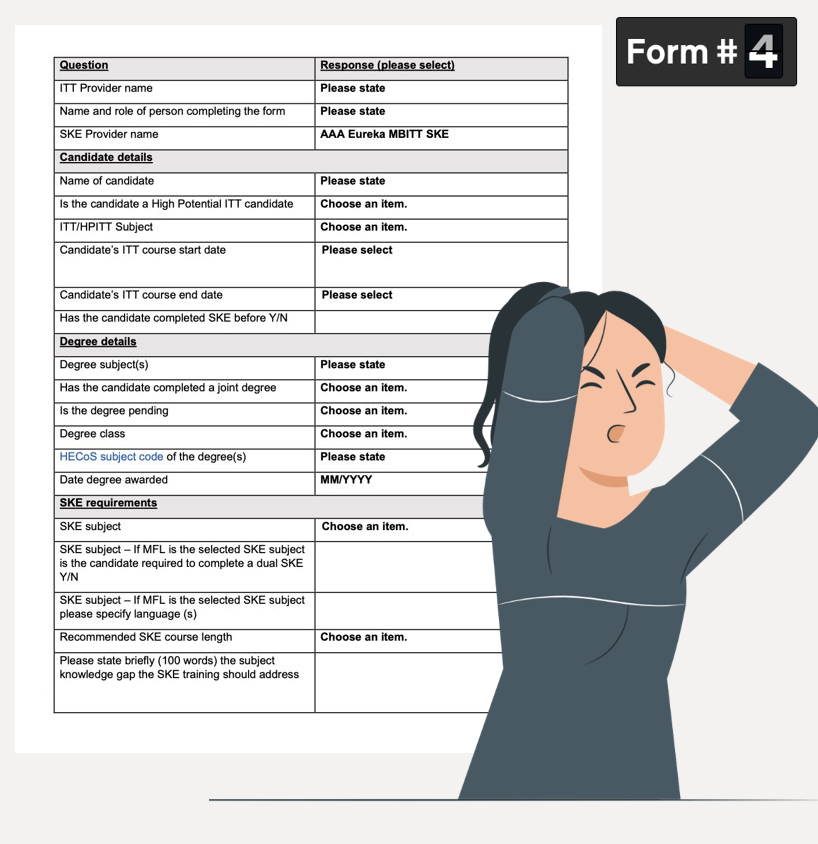 Form # 4
Question Response (please select)
ITT Provider name Please state
Name and role of person completing the form Please state
SKE Provider name AAA Eureka MBITT SKE
Candidate details
Name of candidate Please state
Is the candidate a High Potential ITT candidate Choose an item.
ITT/HPITT Subject Choose an item.
Candidate's ITT course start date Please select
Candidate's ITT course end date Please select
Has the candidate completed SKE before Y/N
Degree details
Degree subject(s) Please state
Has the candidate completed a joint degree Choose an item.
Is the degree pending Choose an item.
Degree class Choose an item.
HECoS subject code of the degree(s) Please state
Date degree awarded MM/YYYY
SKE requirements
SKE subject Choose an item.
SKE subject – If MFL is the selected SKE subject
is the candidate required to complete a dual SKE
Y/N
SKE subject – If MFL is the selected SKE subject
please specify language (s)
Recommended SKE course length Choose an item.
Please state briefly (100 words) the subject
knowledge gap the SKE training should address